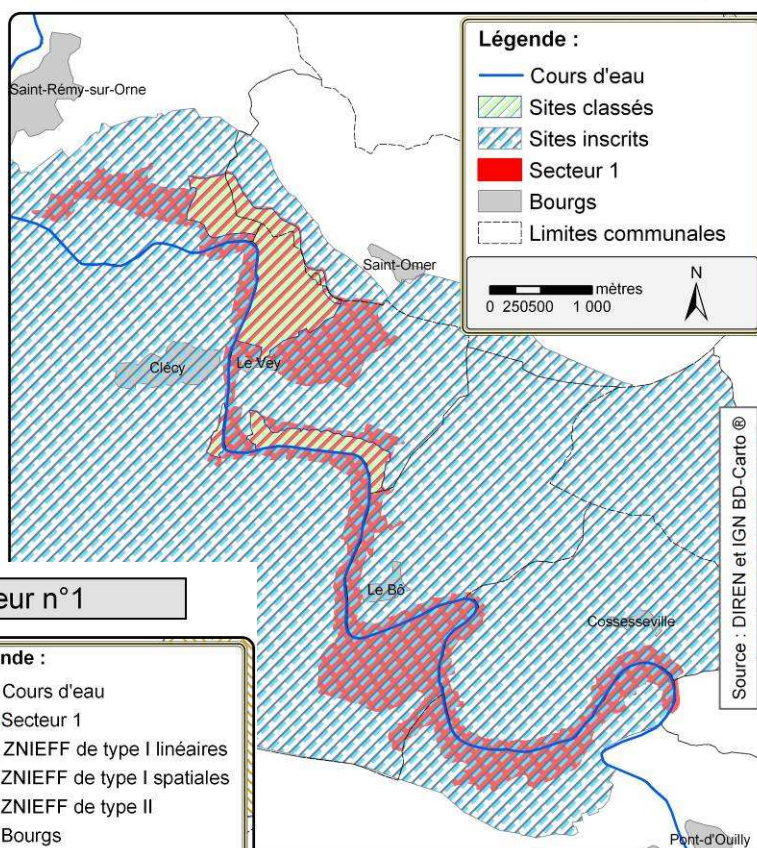 Légende :
Cours d'eau
Sites classés
Sites inscrits
Secteur 1
Bourgs
Limites communales
mètres
0 250500 1 000
N
Saint-Rémy-sur-Orne
Saint-Omer
Clécy
Le Vey
Le Bô
Cossesseville
Pont-d'Ouilly
Source : DIREN et IGN BD-Carto ®
eur n°1
nde :
Cours d'eau
Secteur 1
ZNIEFF de type I linéaires
ZNIEFF de type I spatiales
ZNIEFF de type II
Bourgs